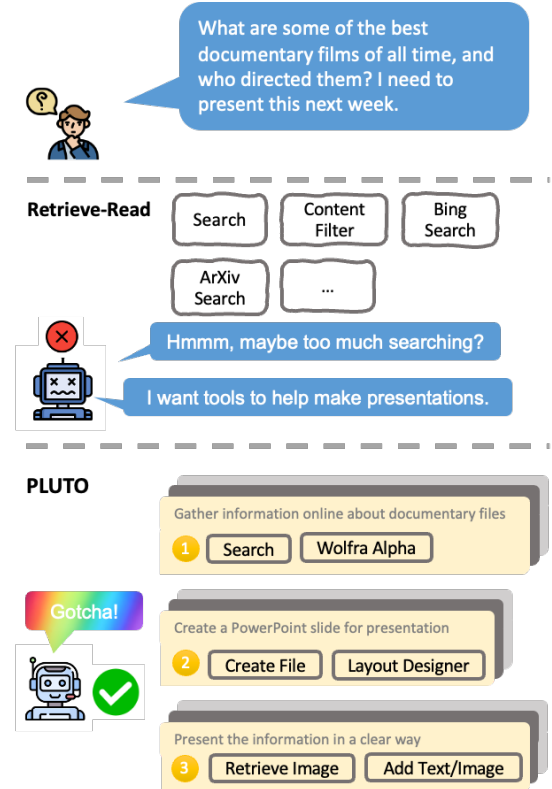 What are some of the best
documentary films of all time, and
who directed them? I need to
present this next week.
?
Retrieve-Read
Search
Content
Filter
Bing
Search
ArXiv
Search
...
Hmmm, maybe too much searching?
I want tools to help make presentations.
PLUTO
Gather information online about documentary files
1
Search
Wolfra Alpha
Gotcha!
Create a PowerPoint slide for presentation
2
Create File
Layout Designer
Present the information in a clear way
3
Retrieve Image
Add Text/Image